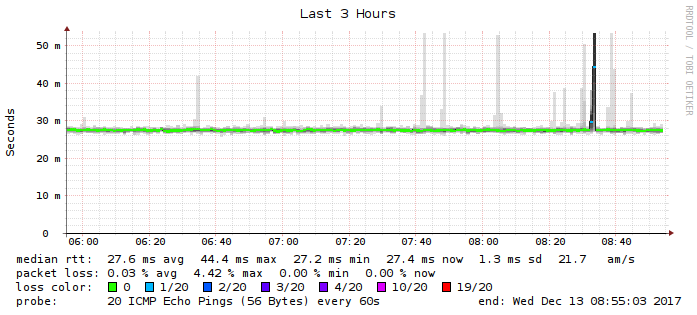 Last 3 Hours
RRDTOOL / TOBI OETIKER
Seconds
50 m
40 m
30 m
20 m
10 m
0
06:00 06:20 06:40 07:00 07:20 07:40 08:00 08:20 08:40
median rtt: 27.6 ms avg 44.4 ms max 27.2 ms min 27.4 ms now 1.3 ms sd 21.7 am/s
packet loss: 0.03 % avg 4.42 % max 0.00 % min 0.00 % now
loss color: 0 1/20 2/20 3/20 4/20 10/20 19/20
probe: 20 ICMP Echo Pings (56 Bytes) every 60s end: Wed Dec 13 08:55:03 2017